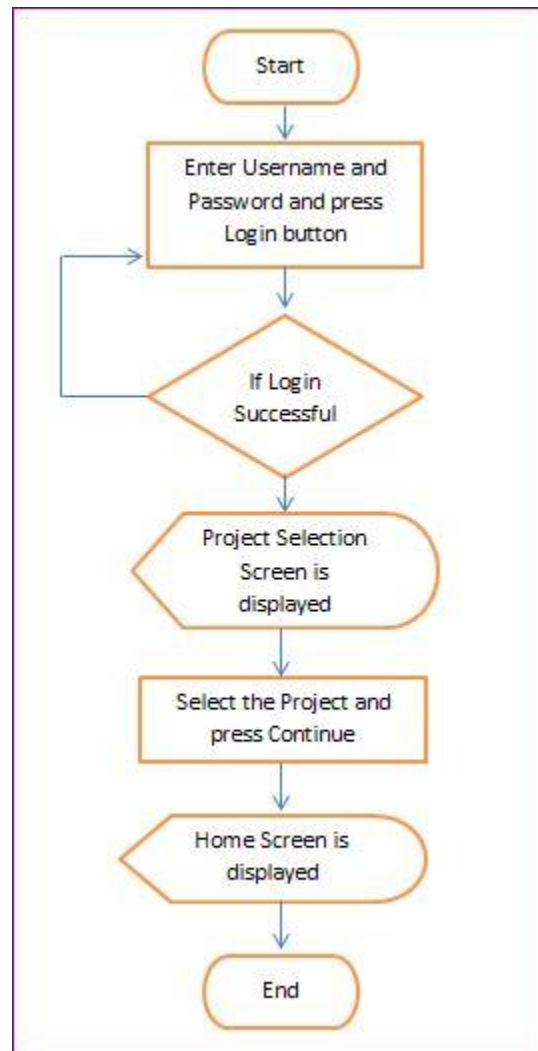 Start
Enter Username and
Password and press
Login button
If Login
Successful
Project Selection
Screen is
displayed
Select the Project and
press Continue
Home Screen is
displayed
End